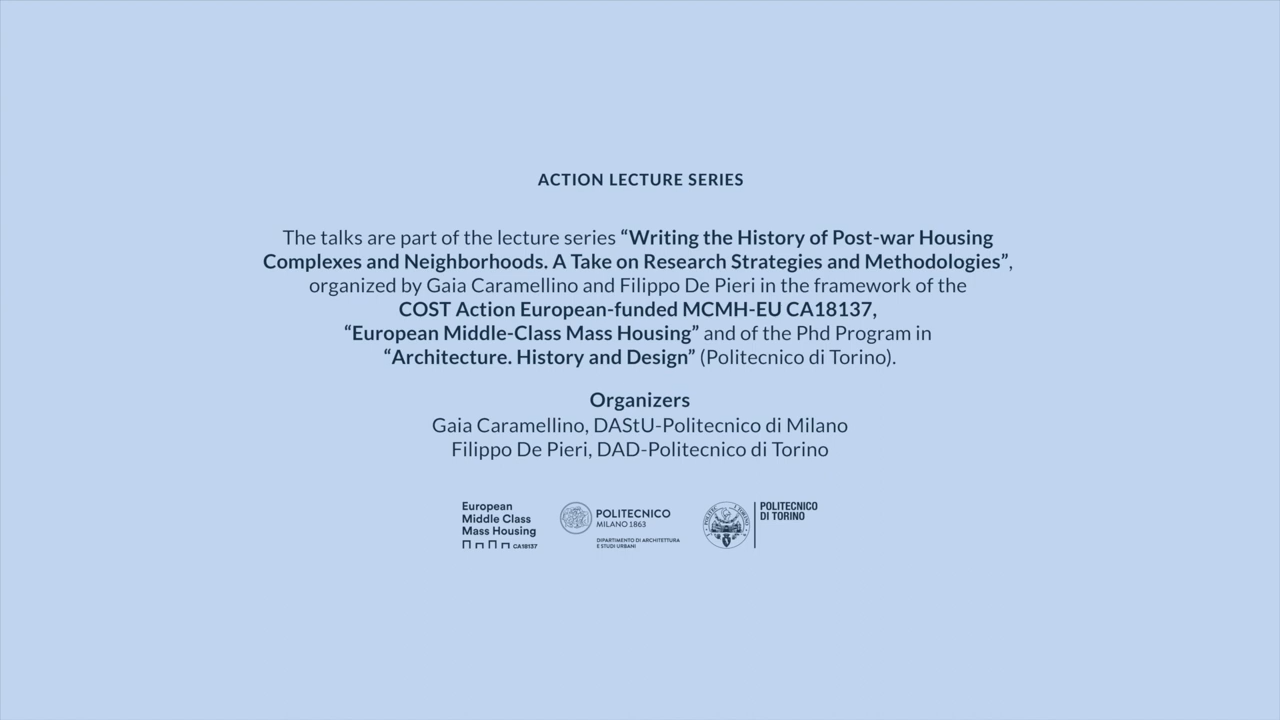 ACTION LECTURE SERIES
The talks are part of the lecture series “Writing the History of Post-war Housing
Complexes and Neighborhoods. A Take on Research Strategies and Methodologies”,
organized by Gaia Caramellino and Filippo De Pieri in the framework of the
COST Action European-funded MCMH-EU CA18137,
“European Middle-Class Mass Housing” and of the Phd Program in
“Architecture. History and Design” (Politecnico di Torino).
Organizers
Gaia Caramellino, DAStU-Politecnico di Milano
Filippo De Pieri, DAD-Politecnico di Torino
European
Middle Class
Mass Housing
CA18137
POLITECNICO
MILANO 1863
DIPARTIMENTO DI ARCHITETTURA
E STUDI URBANI
POLITECNICO
DI TORINO